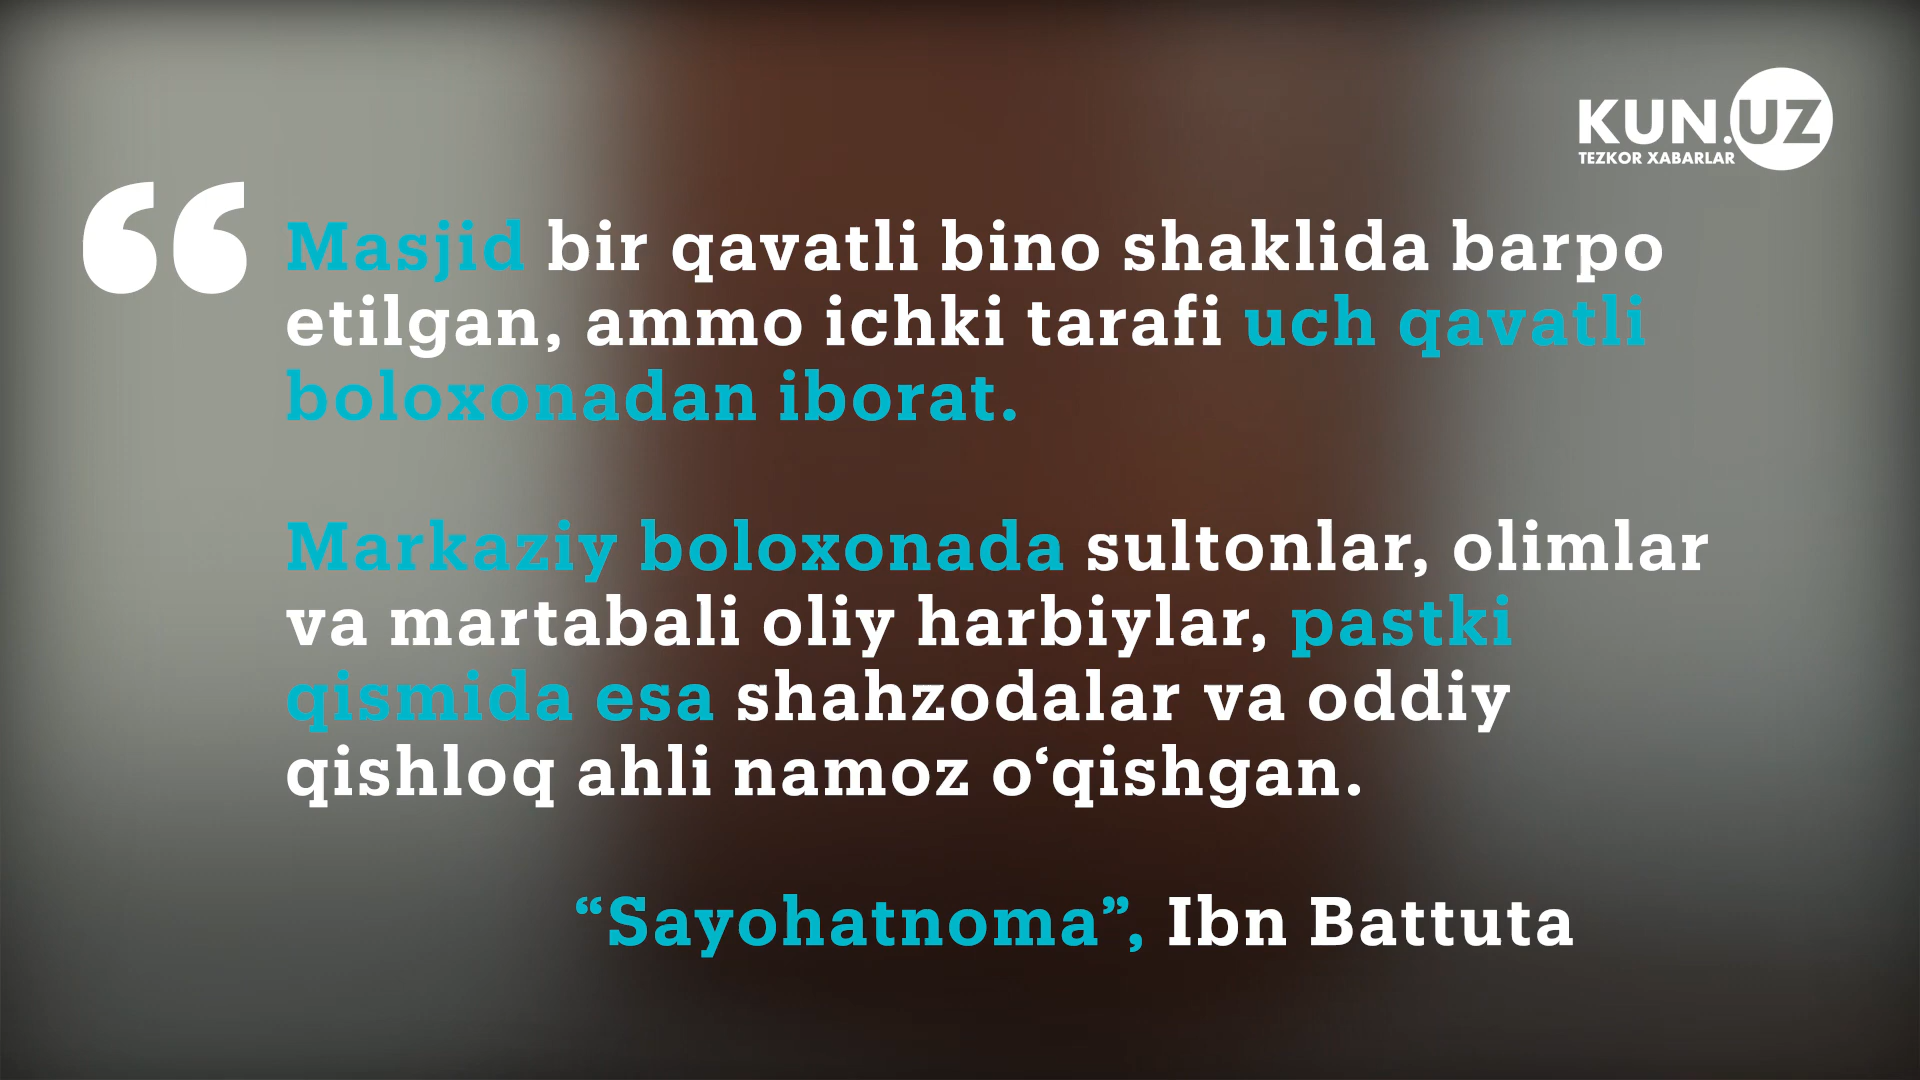 KUN.UZ
TEZKOR XABARLAR
“
Masjid bir qavatli bino shaklida barpo
etilgan, ammo ichki tarafi uch qavatli
boloxonadan iborat.
Markaziy boloxonada sultonlar, olimlar
va martabali oliy harbiylar, pastki
qismida esa shahzodalar va oddiy
qishloq ahli namoz o‘qishgan.
“Sayohatnoma”, Ibn Battuta